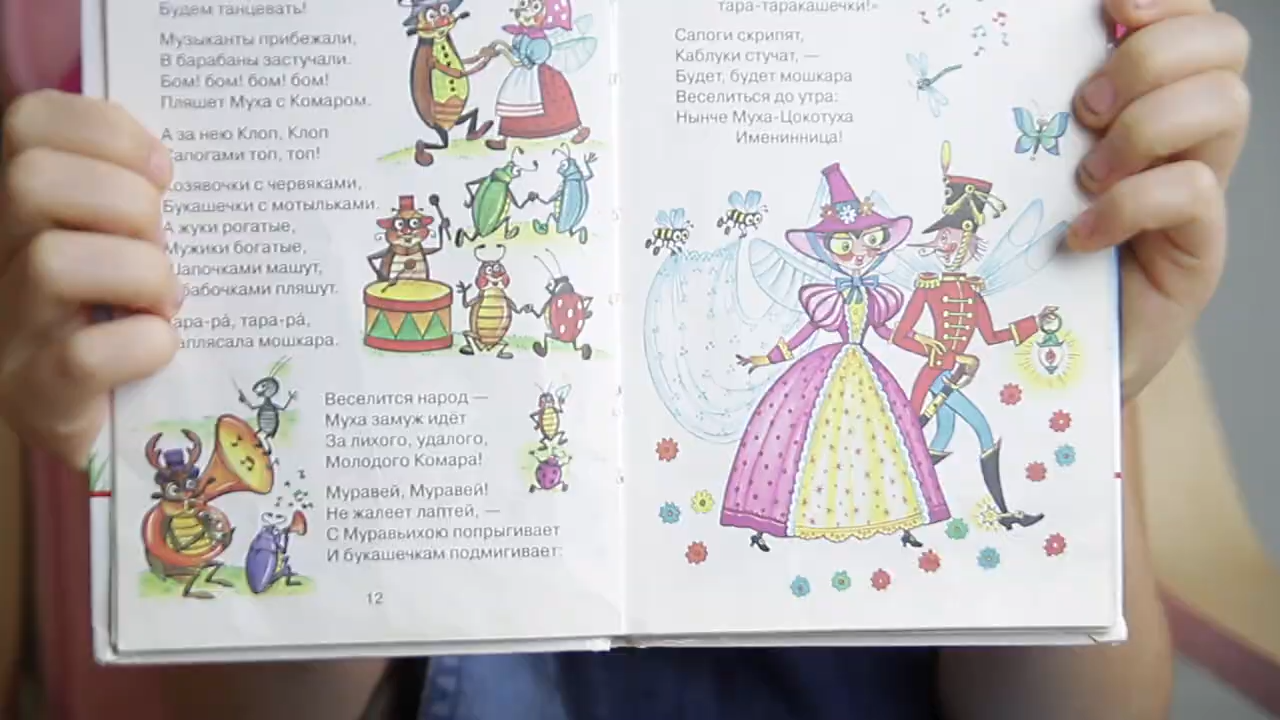 Будем танцевать!
Музыканты прибежали,
В барабаны застучали.
Бом! бом! бом! бом!
Пляшет Муха с Комаром.
А за нею Клоп, Клоп
Сапогами топ, топ!
Козявочки с червяками,
Букашечки с мотыльками.
А жуки рогатые,
Мужики богатые,
Шапочками машут,
бабочками пляшут.
Тара-ра́, тара-ра́,
Заплясала мошкара.
Веселится народ —
Муха замуж идёт
За лихого, удалого,
Молодого Комара!
Муравей, Муравей!
Не жалеет лаптей, —
С Муравьихою попрыгивает
И букашечкам подмигивает:
12
тара-таракашечки!»
Сапоги скрипят,
Каблуки стучат, —
Будет, будет мошкара
Веселиться до утра:
Нынче Муха-Цокотуха
Именинница!